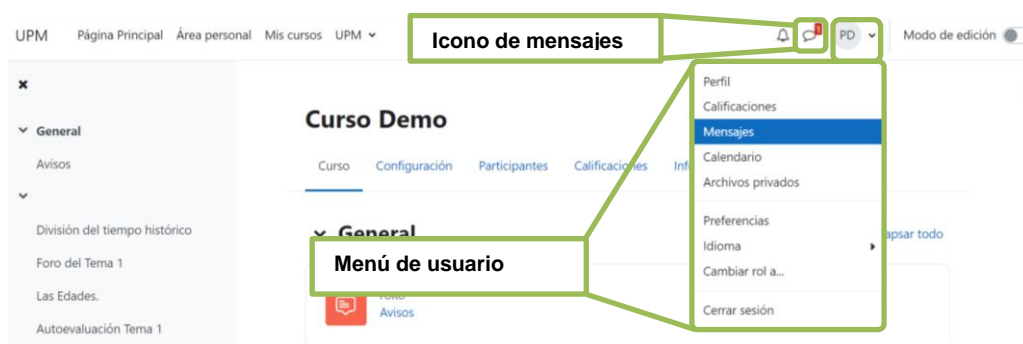 UPM Página Principal Área personal Mis cursos UPM
Icono de mensajes
PD
Modo de edición
General
Avisos
División del tiempo histórico
Foro del Tema 1
Las Edades.
Autoevaluación Tema 1
Curso Demo
Curso Configuración Participantes Calificaciones
General
Menú de usuario
Avisos
Perfil
Calificaciones
Mensajes
Calendario
Archivos privados
Preferencias
Idioma
Cambiar rol a...
Cerrar sesión
todo